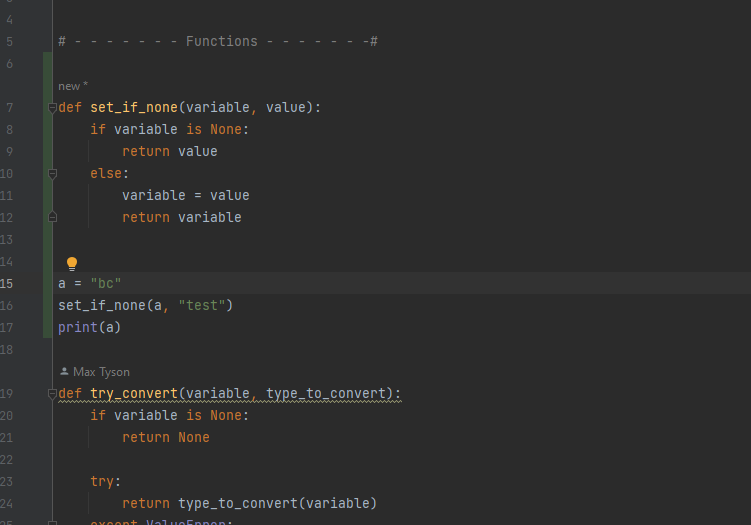 4
5 # - - - - - - - Functions - - - - - - -#
6
new *
7 def set_if_none(variable, value):
8 if variable is None:
9 return value
10 else:
11 variable = value
12 return variable
13
14
15 a = "bc"
16 set_if_none(a, "test")
17 print(a)
18
Max Tyson
19 def try_convert(variable, type_to_convert):
20 if variable is None:
21 return None
22
23 try:
24 return type_to_convert(variable)
25 except ValueError: